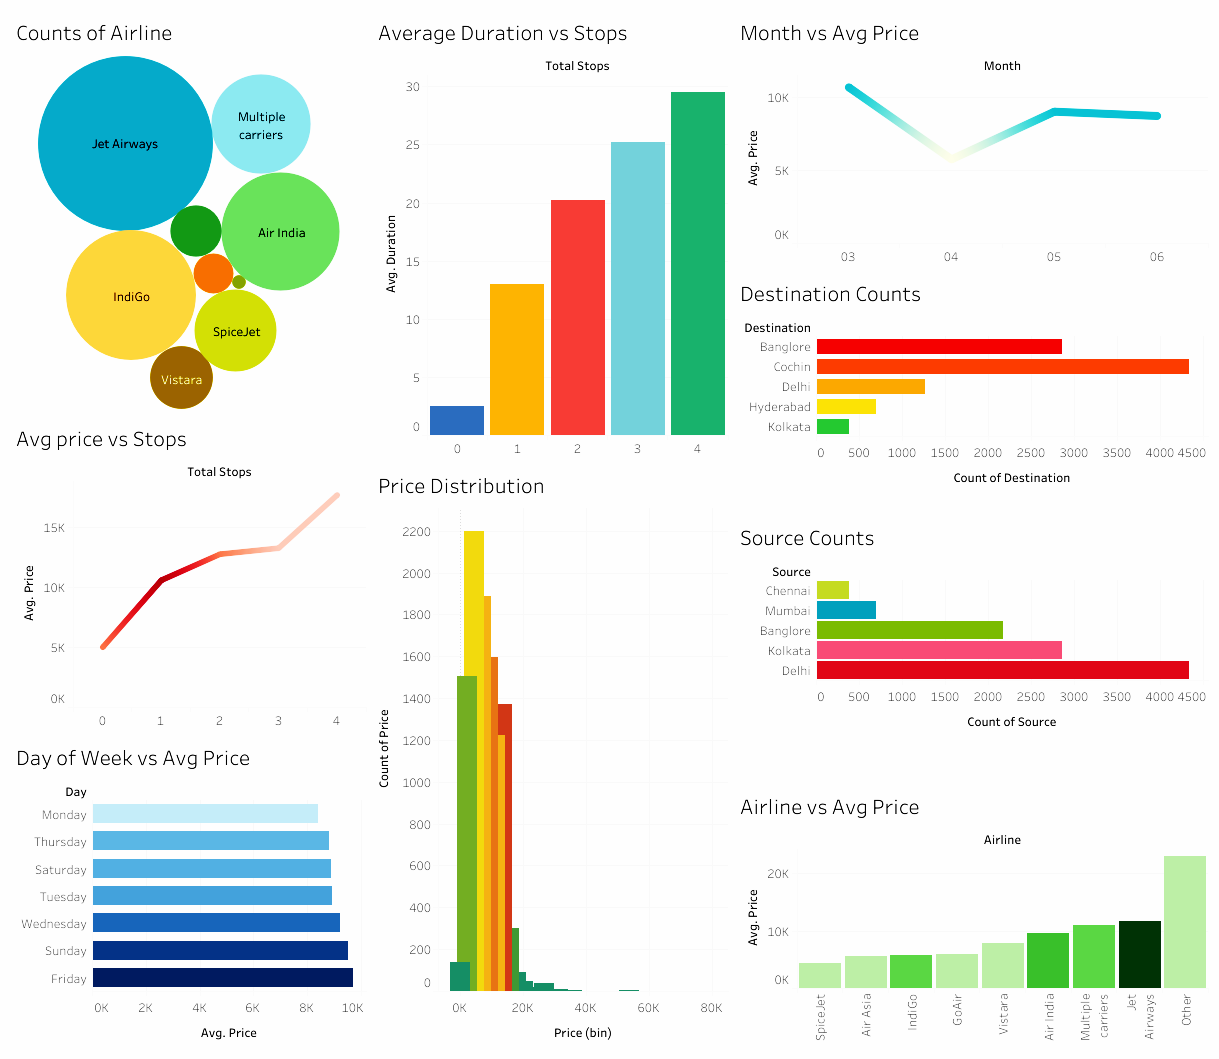 Counts of Airline
Jet Airways
Multiple
carriers
Air India
IndiGo
SpiceJet
Vistara
Avg price vs Stops
Total Stops
Avg. Price
15K
10K
5K
0K
0 1 2 3 4
Day of Week vs Avg Price
Day
Monday
Thursday
Saturday
Tuesday
Wednesday
Sunday
Friday
0K 2K 4K 6K 8K 10K
Avg. Price
Average Duration vs Stops
Total Stops
Avg. Duration
30
25
20
15
10
5
0
0 1 2 3 4
Price Distribution
Count of Price
2200
2000
1800
1600
1400
1200
1000
800
600
400
200
0
0K 20K 40K 60K 80K
Price (bin)
Month vs Avg Price
Month
Avg. Price
10K
5K
0K
03 04 05 06
Destination Counts
Destination
Banglore
Cochin
Delhi
Hyderabad
Kolkata
0 500 1000 1500 2000 2500 3000 3500 4000 4500
Count of Destination
Source Counts
Source
Chennai
Mumbai
Banglore
Kolkata
Delhi
0 500 1000 1500 2000 2500 3000 3500 4000 4500
Count of Source
Airline vs Avg Price
Airline
Avg. Price
20K
10K
0K
SpiceJet
Air Asia
IndiGo
GoAir
Vistara
Air India
Multiple
carriers
Jet
Airways
Other